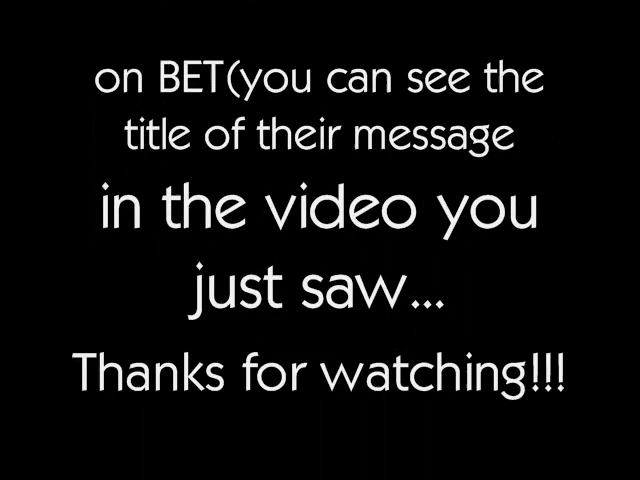 on BET(you can see the
title of their message
in the video you
just saw...
Thanks for watching!!!